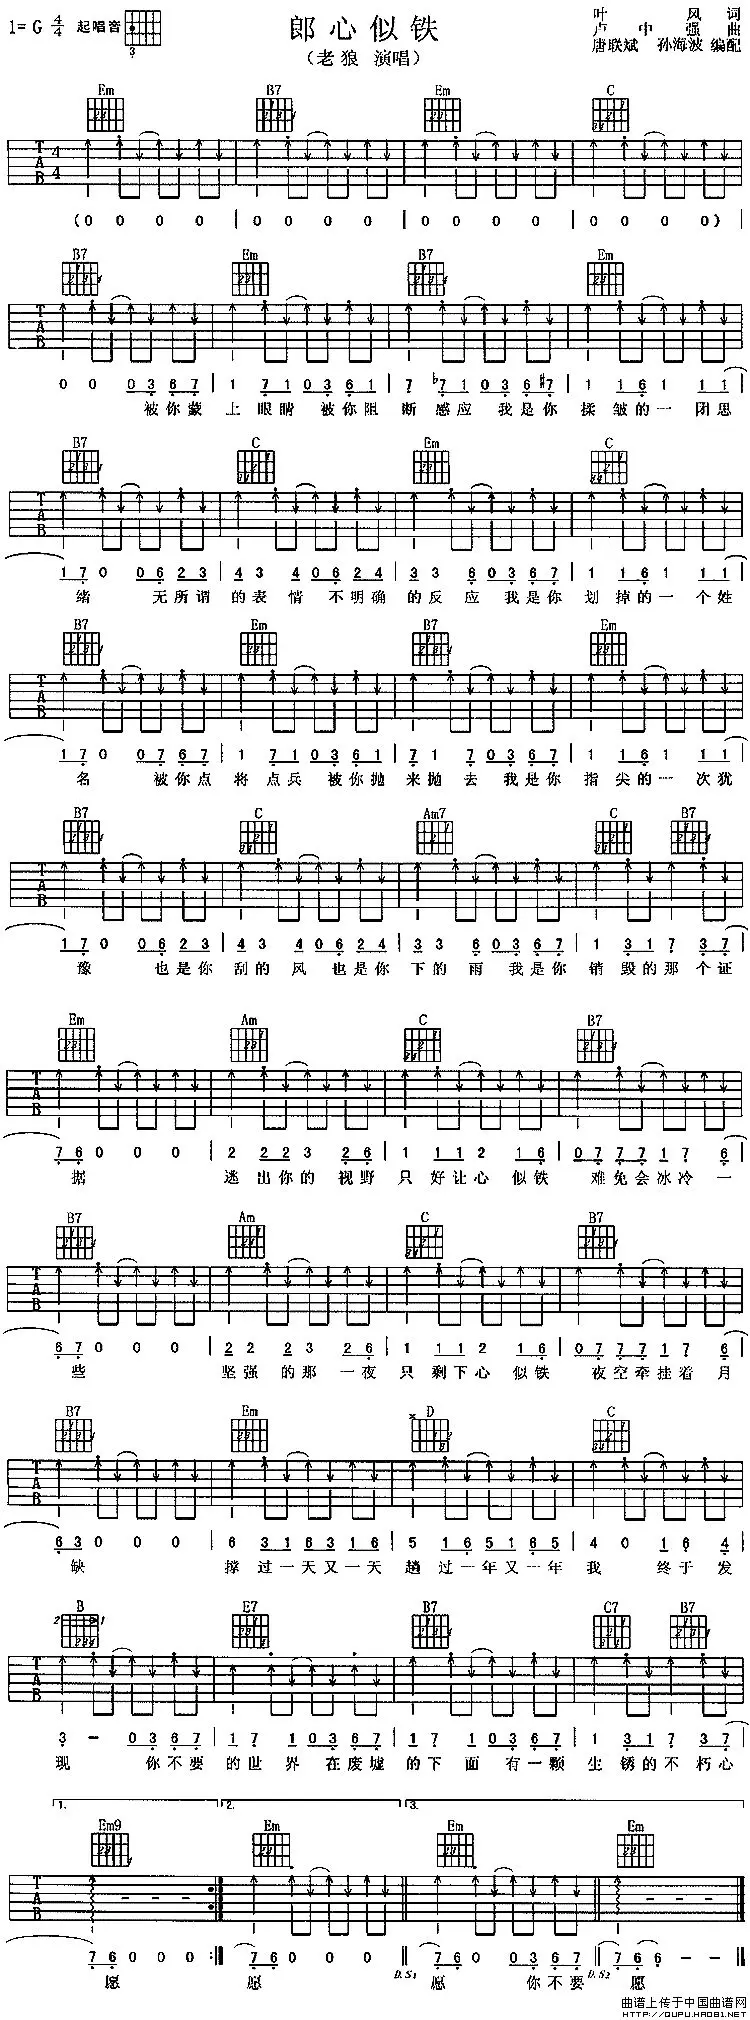 1=G 4/4 起唱音 郎心似铁 叶风 词
3 (老狼 演唱) 卢中强 曲
唐联斌 孙海波 编配
Em B7 Em C
T A B 4 4
(0 0 0 0 | 0 0 0 0 | 0 0 0 0 | 0 0 0 0)
B7 Em B7 Em
T A B
0 0 0 3 6 7 | 1 7 1 0 3 6 1 | 7 ♭7 1 0 3 6 ♯7 | 1 1 6 1 1 1
被你蒙 上 眼睛 被你阻 断 感应 我是你 揉 皱的一 团思
B7 C Em C
T A B
1 7 0 0 6 2 3 | 4 3 4 0 6 2 4 | 3 3 6 0 3 6 7 | 1 1 6 1 1 1
绪 无所谓 的表 情 不明确 的反 应 我是你 划 掉的一 个姓
B7 Em B7 Em
T A B
1 7 0 0 7 6 7 | 1 7 1 0 3 6 1 | 7 1 7 0 3 6 7 | 1 1 6 1 1 1
名 被你点 将 点兵 被你抛 来抛 去 我是你 指 尖的一 次犹
B7 C Am7 C B7
T A B
1 7 0 0 6 2 3 | 4 3 4 0 6 2 4 | 3 3 6 0 3 6 7 | 1 3 1 7 3 7
豫 也是你 刮的 风 也是你 下的 雨 我是你 销 毁的那 个证
Em Am C B7
T A B
7 6 0 0 0 | 2 2 2 3 2 6 | 1 1 1 2 1 6 | 0 7 7 7 1 7 6
据 逃 出你的 视野 只 好让心 似铁 难免会冰冷 一
B7 Am C B7
T A B
6 7 0 0 0 | 2 2 2 3 2 6 | 1 1 1 2 1 6 | 0 7 7 7 1 7 6
些 坚强 的那 一夜 只 剩下心 似铁 夜空牵挂着 月
B7 Em D C
T A B
6 3 0 0 0 | 6 3 1 6 3 1 6 | 5 1 6 5 1 6 5 | 4 0 1 6 4
缺 撑 过一天又一天 趟 过一年又一年 我 终于 发
B E7 B7 C7 B7
T A B
3 - 0 3 6 7 | 1 7 1 0 3 6 7 | 1 7 1 0 3 6 7 | 1 3 1 7 3 7
现 你不要 的世 界 在废墟 的下 面 有一颗 生 锈的不 朽心
1. 2. 3.
Em9 Em Em Em
T A B
7 6 0 0 0 :‖ 7 6 0 0 0 ‖ 7 6 0 0 3 6 7 ‖ 7 6 6 - -
愿 愿 D.S1 愿 你不要 D.S2 愿
曲谱上传于中国曲谱网
HTTP://QUPU.HAO81.NET